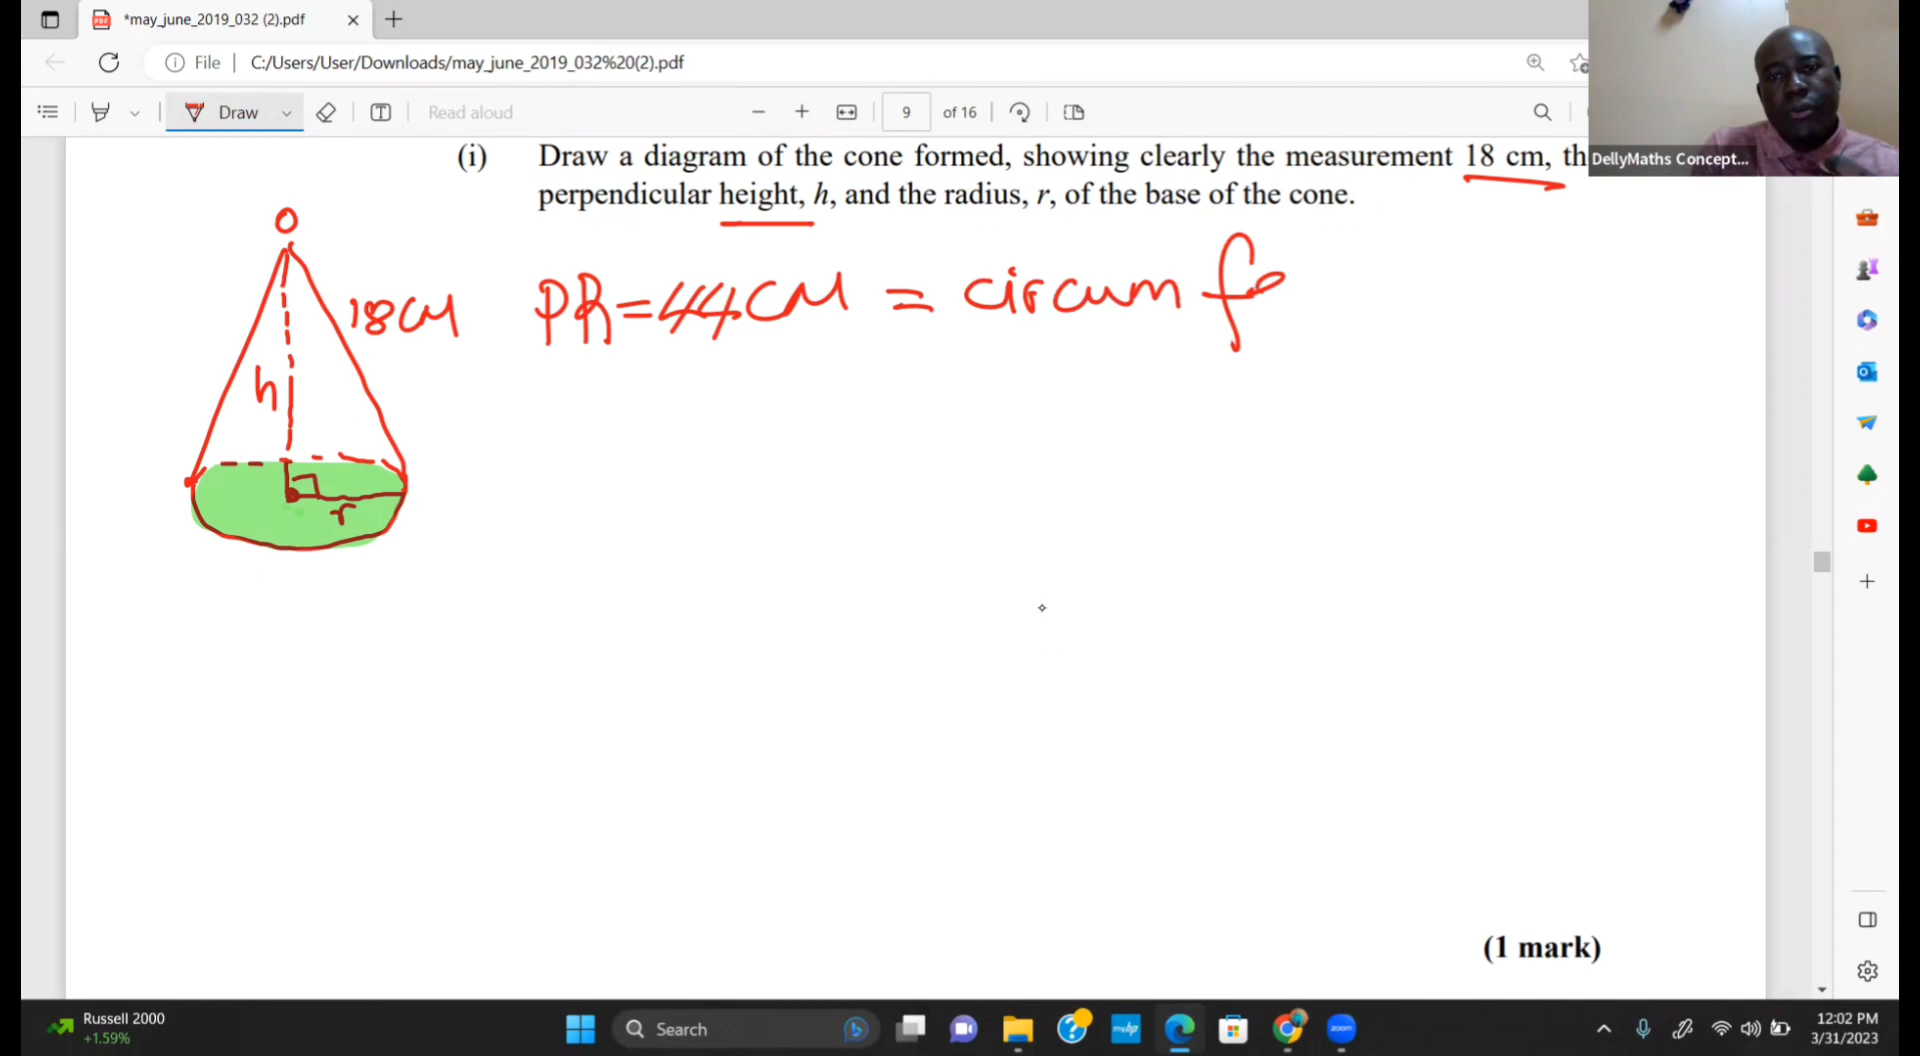 *may_june_2019_032 (2).pdf
File
C:/Users/User/Downloads/may_june_2019_032%20(2).pdf
Draw
Read aloud
9 of 16
DellyMaths Concept...
(i) Draw a diagram of the cone formed, showing clearly the measurement 18 cm, th
perpendicular height, h, and the radius, r, of the base of the cone.
O
18cm
PR=44cm = circumfe
h
r
(1 mark)
Russell 2000
+1.59%
Search
myhp
zoom
12:02 PM
3/31/2023